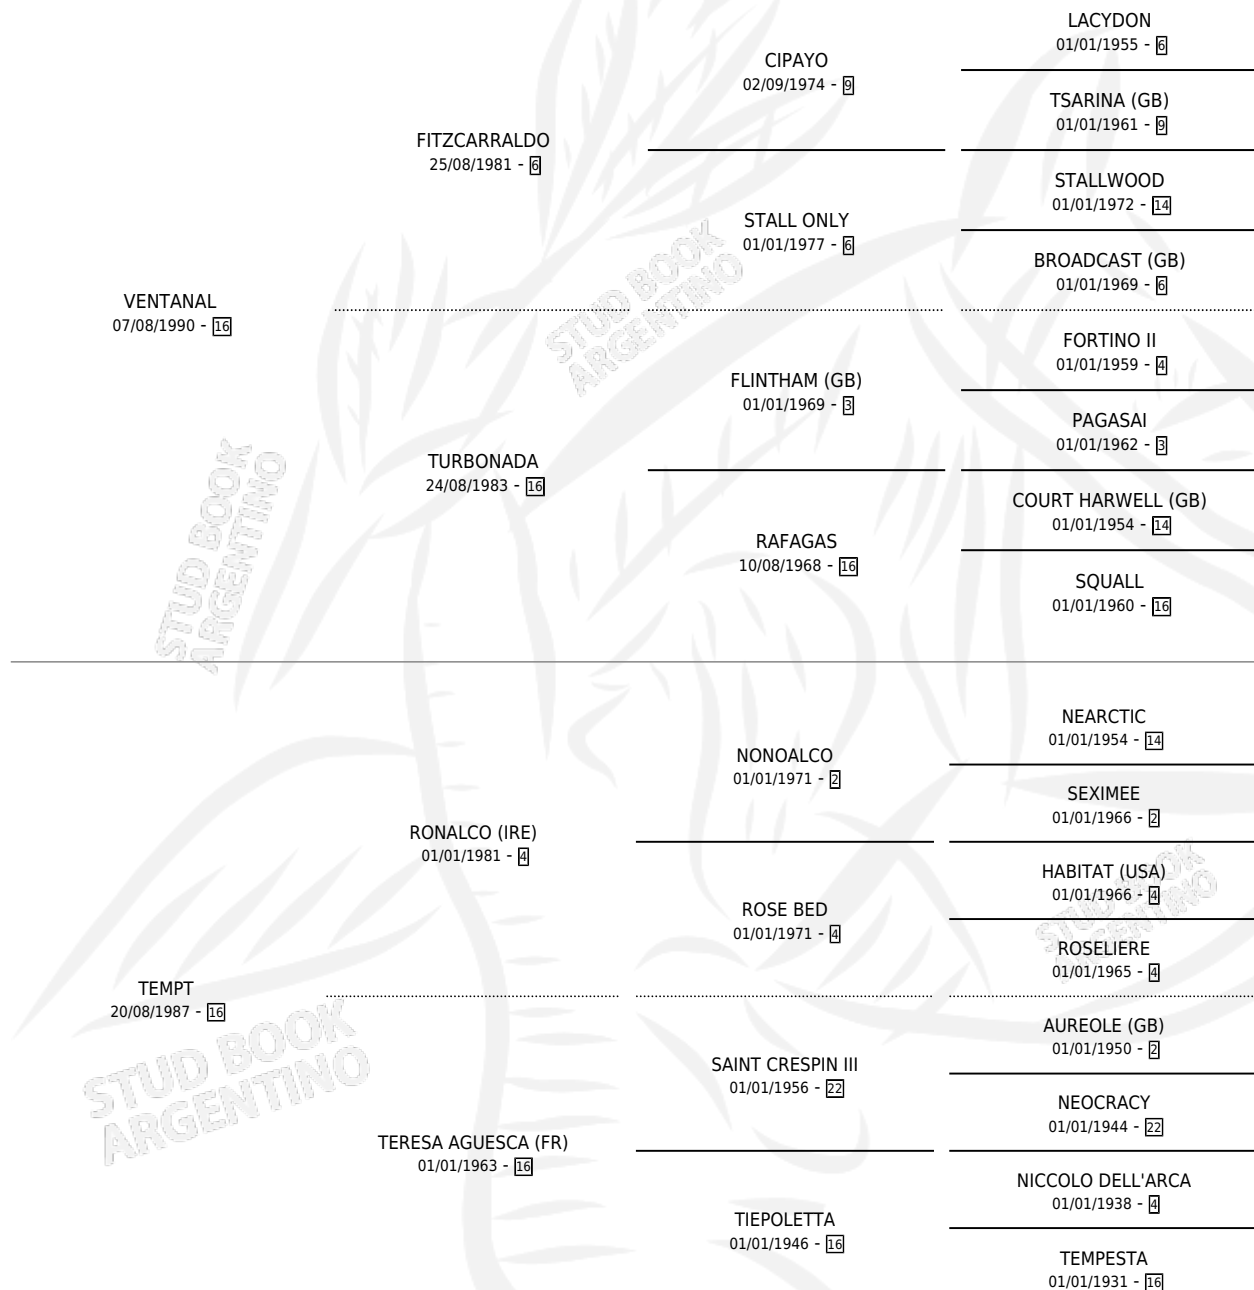 LACYDON
01/01/1955 - 6
CIPAYO
02/09/1974 - 9
TSARINA (GB)
01/01/1961 - 9
FITZCARRALDO
25/08/1981 - 6
STALLWOOD
01/01/1972 - 14
STALL ONLY
01/01/1977 - 6
BROADCAST (GB)
01/01/1969 - 6
VENTANAL
07/08/1990 - 16
FORTINO II
01/01/1959 - 4
FLINTHAM (GB)
01/01/1969 - 3
PAGASAI
01/01/1962 - 3
TURBONADA
24/08/1983 - 16
COURT HARWELL (GB)
01/01/1954 - 14
RAFAGAS
10/08/1968 - 16
SQUALL
01/01/1960 - 16
NEARCTIC
01/01/1954 - 14
NONOALCO
01/01/1971 - 2
SEXIMEE
01/01/1966 - 2
RONALCO (IRE)
01/01/1981 - 4
HABITAT (USA)
01/01/1966 - 4
ROSE BED
01/01/1971 - 4
ROSELIERE
01/01/1965 - 4
TEMPT
20/08/1987 - 16
AUREOLE (GB)
01/01/1950 - 2
SAINT CRESPIN III
01/01/1956 - 22
NEOCRACY
01/01/1944 - 22
TERESA AGUESCA (FR)
01/01/1963 - 16
NICCOLO DELL'ARCA
01/01/1938 - 4
TIEPOLETTA
01/01/1946 - 16
TEMPESTA
01/01/1931 - 16
STUD BOOK
ARGENTINO
STUD BOOK
ARGENTINO
STUD BOOK
ARGENTINO
STUD BOOK
ARGENTINO